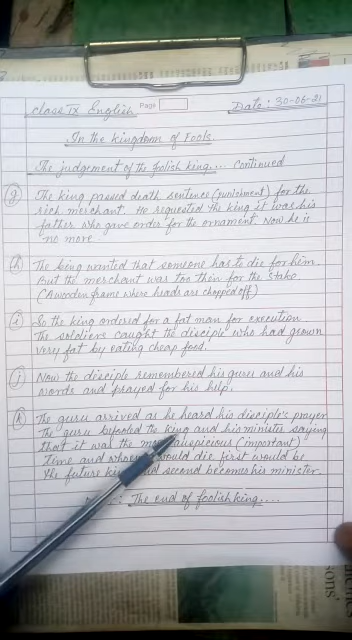 Class IX English Page Date: 30-06-21
In the kingdom of Fools.
The judgement of the foolish king.... Continued
(g) The king passed death sentence (punishment) for the
rich merchant. He requested the king it was his
father who gave order for the ornament. Now he is
no more.
(h) The king wanted that someone has to die for him.
But the merchant was too thin for the stake
(A wooden frame where heads are chopped off)
(i) So the king ordered for a fat man for execution
The soldiers caught the disciple who had grown
very fat by eating cheap food.
(j) Now the disciple remembered his guru and his
words and prayed for his help.
(k) The guru arrived as he heard his disciple's prayer
The guru the king and his minister saying
that it was the auspicious (important)
Time and would die first would be
the future second becomes his minister.
The end of foolish king....
sons'